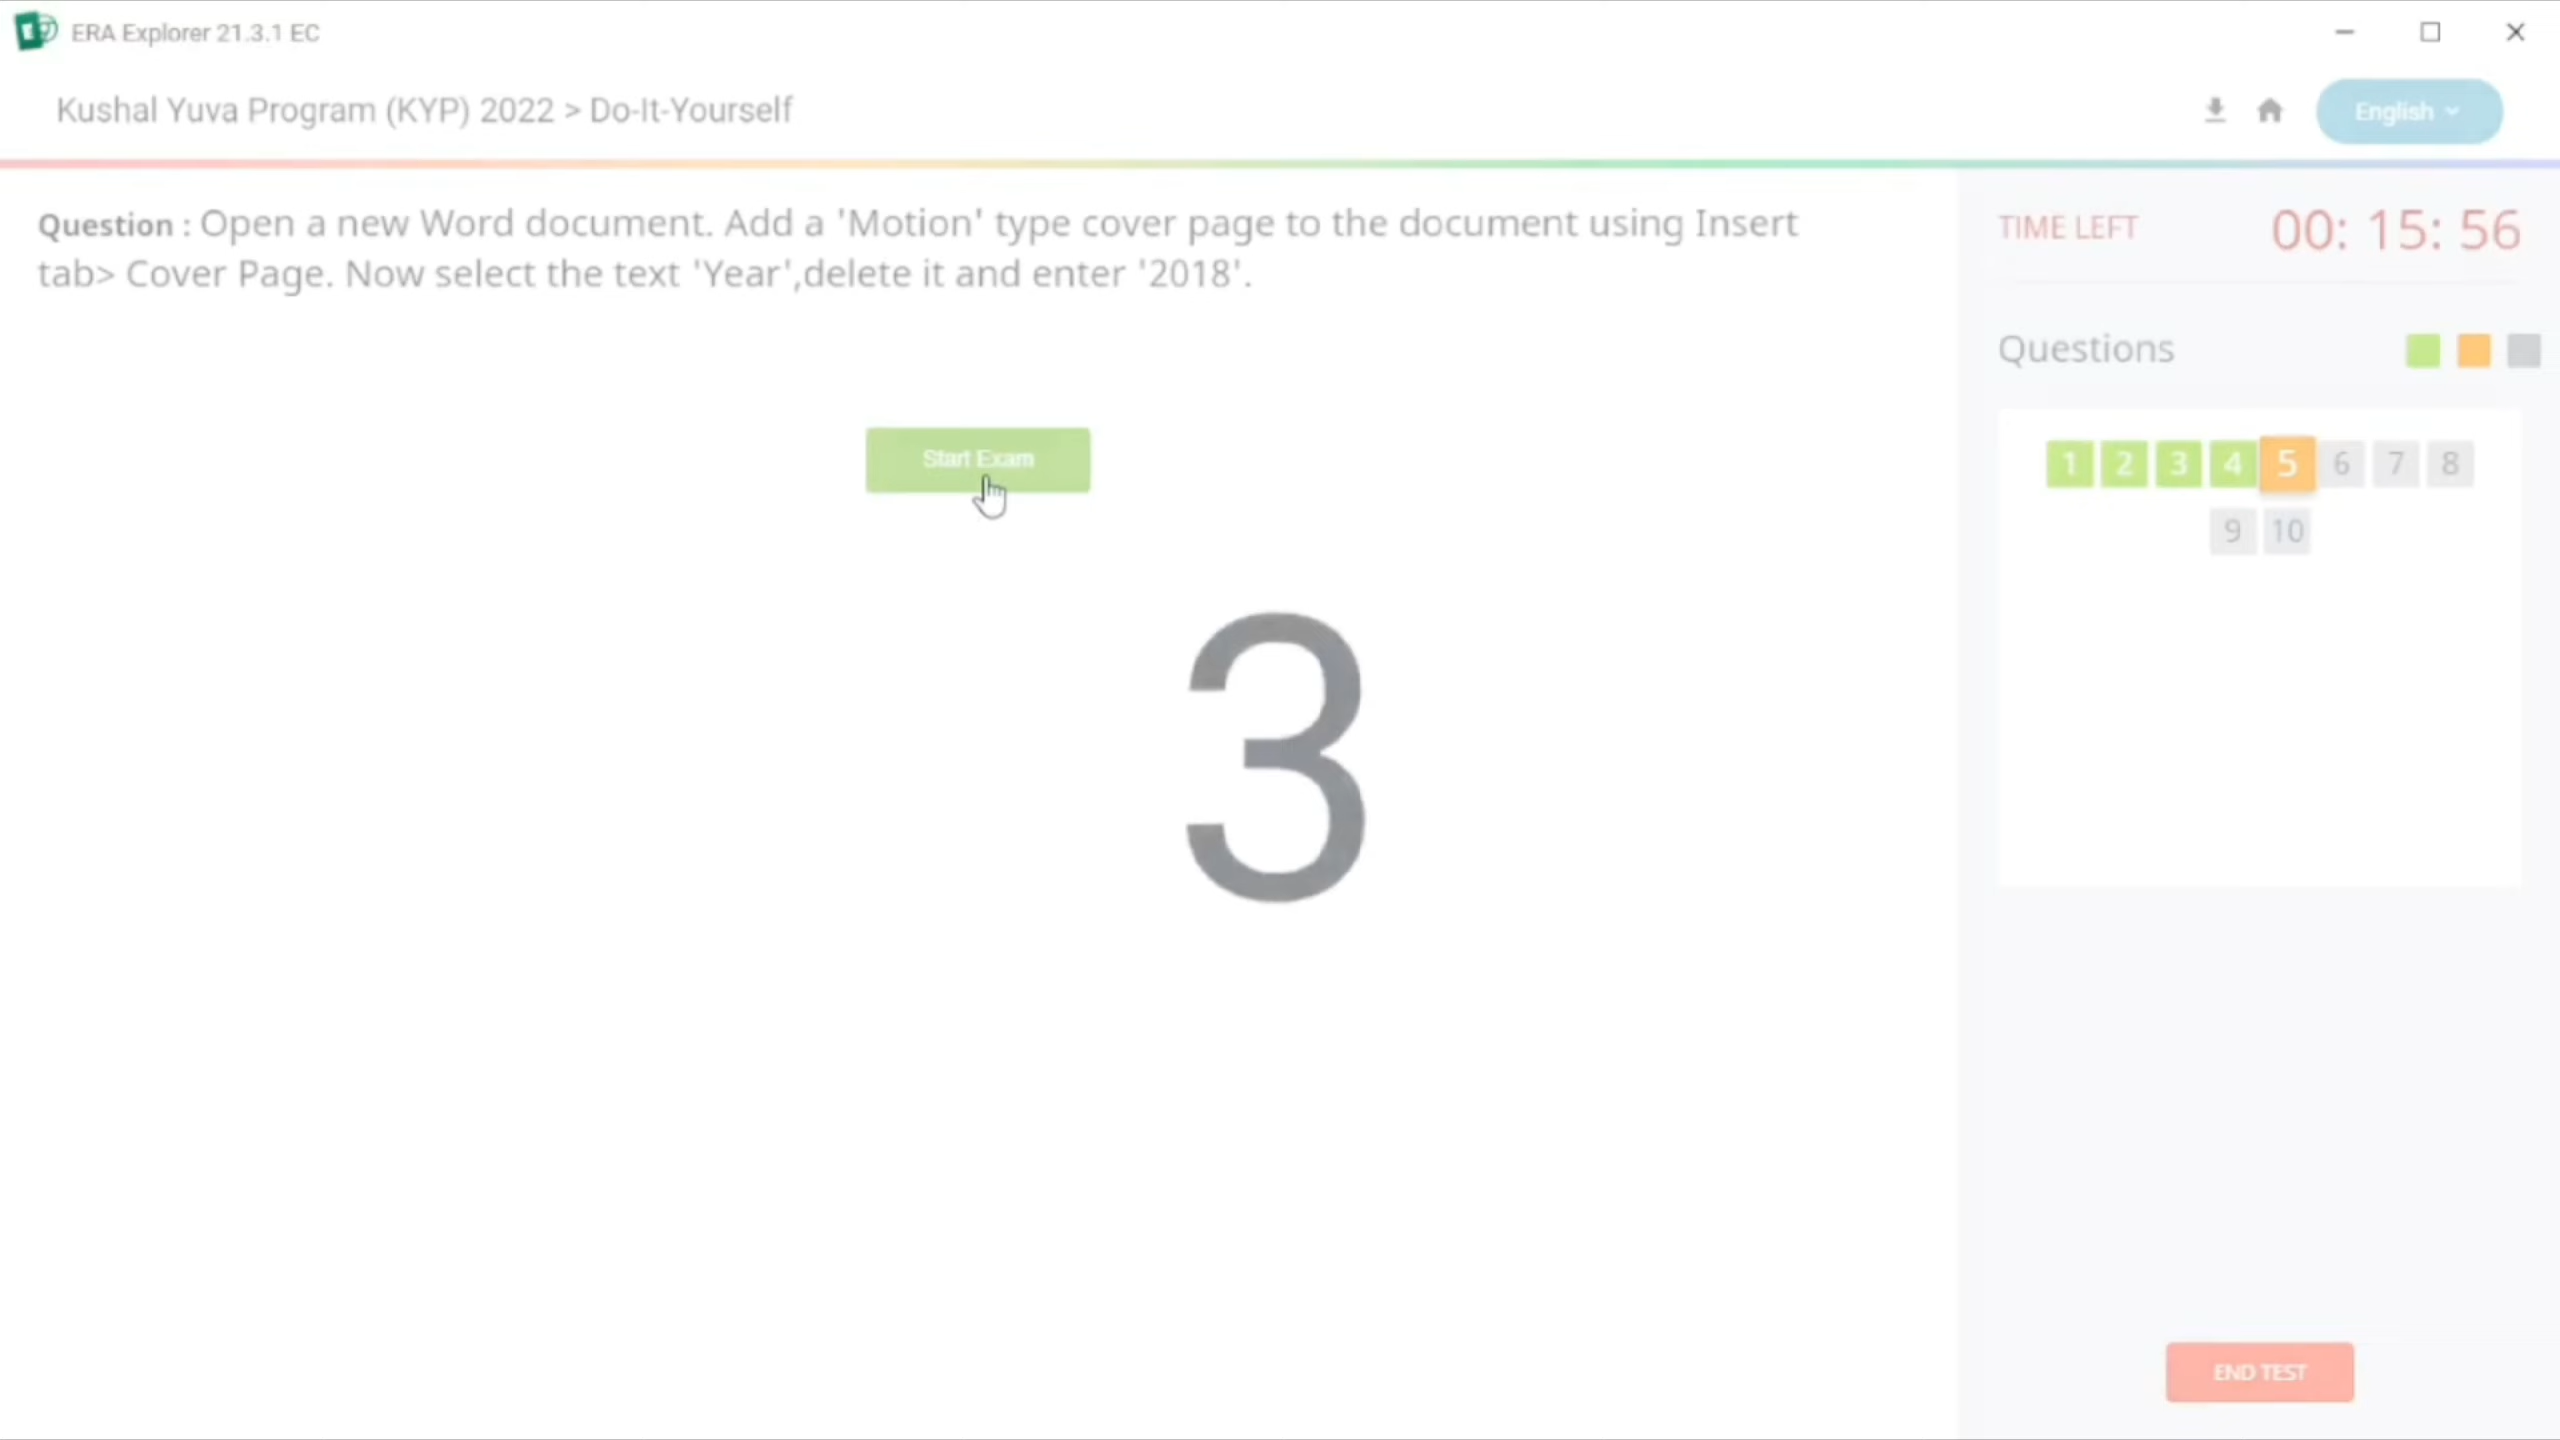 ERA Explorer 21.3.1 EC
Kushal Yuva Program (KYP) 2022 > Do-It-Yourself
English
Question : Open a new Word document. Add a 'Motion' type cover page to the document using Insert
tab> Cover Page. Now select the text 'Year',delete it and enter '2018'.
TIME LEFT 00: 15: 56
Questions
Start Exam
1 2 3 4 5 6 7 8
9 10
3
END TEST